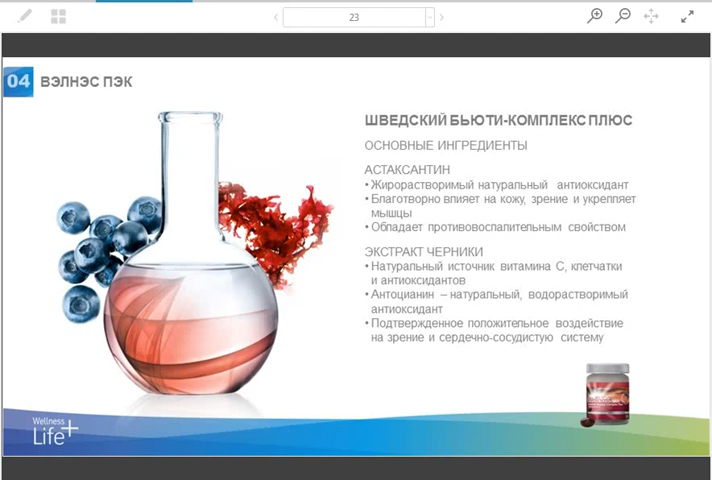 23
04 ВЭЛНЭС ПЭК
ШВЕДСКИЙ БЬЮТИ-КОМПЛЕКС ПЛЮС
ОСНОВНЫЕ ИНГРЕДИЕНТЫ
АСТАКСАНТИН
• Жирорастворимый натуральный антиоксидант
• Благотворно влияет на кожу, зрение и укрепляет
мышцы
• Обладает противовоспалительным свойством
ЭКСТРАКТ ЧЕРНИКИ
• Натуральный источник витамина С, клетчатки
и антиоксидантов
• Антоцианин – натуральный, водорастворимый
антиоксидант
• Подтвержденное положительное воздействие
на зрение и сердечно-сосудистую систему
Wellness
Life+